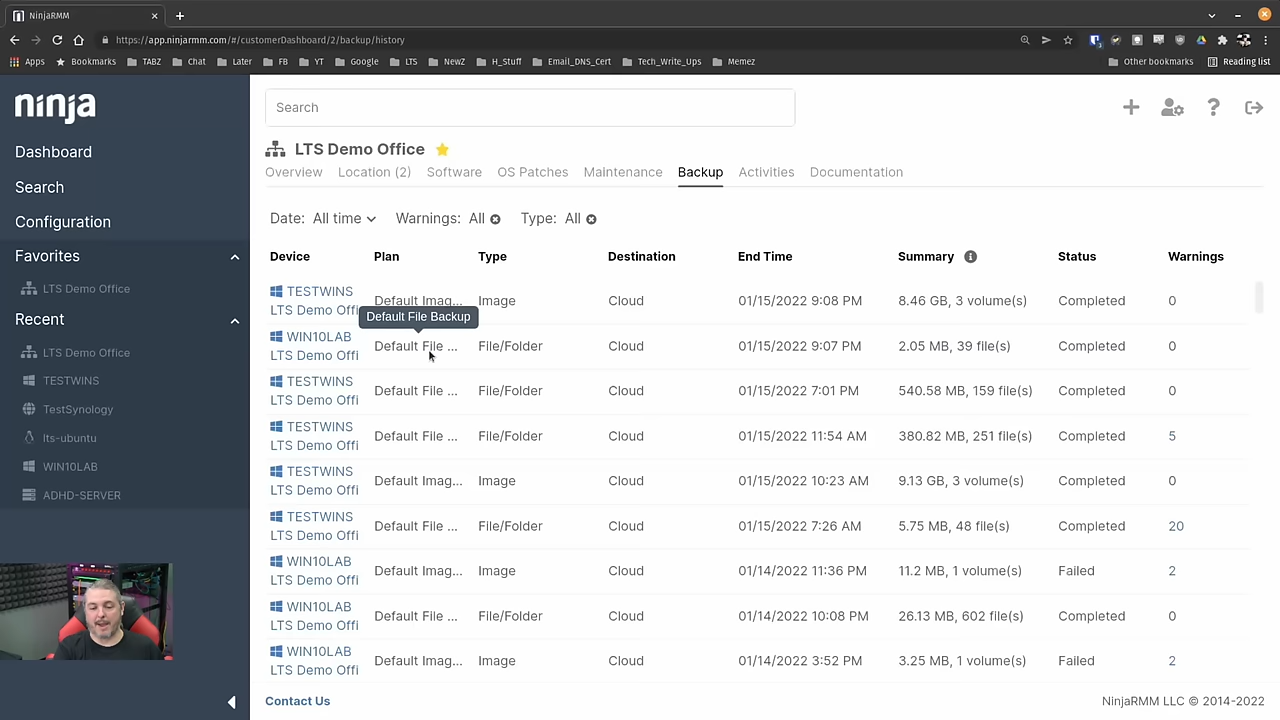 NinjaRMM
https://app.ninjarmm.com/#/customerDashboard/2/backup/history
Apps Bookmarks TABZ Chat Later FB YT Google LTS NewZ H_Stuff Email_DNS_Cert Tech_Write_Ups Memez Other bookmarks Reading list
ninja
Dashboard
Search
Configuration
Favorites
LTS Demo Office
Recent
LTS Demo Office
TESTWINS
TestSynology
lts-ubuntu
WIN10LAB
ADHD-SERVER
Search
LTS Demo Office
Overview Location (2) Software OS Patches Maintenance Backup Activities Documentation
Date: All time Warnings: All Type: All
Device Plan Type Destination End Time Summary Status Warnings
TESTWINS
LTS Demo Offi
Default Imag... Image Cloud 01/15/2022 9:08 PM 8.46 GB, 3 volume(s) Completed 0
Default File Backup
WIN10LAB
LTS Demo Offi
Default File ... File/Folder Cloud 01/15/2022 9:07 PM 2.05 MB, 39 file(s) Completed 0
TESTWINS
LTS Demo Offi
Default File ... File/Folder Cloud 01/15/2022 7:01 PM 540.58 MB, 159 file(s) Completed 0
TESTWINS
LTS Demo Offi
Default File ... File/Folder Cloud 01/15/2022 11:54 AM 380.82 MB, 251 file(s) Completed 5
TESTWINS
LTS Demo Offi
Default Imag... Image Cloud 01/15/2022 10:23 AM 9.13 GB, 3 volume(s) Completed 0
TESTWINS
LTS Demo Offi
Default File ... File/Folder Cloud 01/15/2022 7:26 AM 5.75 MB, 48 file(s) Completed 20
WIN10LAB
LTS Demo Offi
Default Imag... Image Cloud 01/14/2022 11:36 PM 11.2 MB, 1 volume(s) Failed 2
WIN10LAB
LTS Demo Offi
Default File ... File/Folder Cloud 01/14/2022 10:08 PM 26.13 MB, 602 file(s) Completed 0
WIN10LAB
LTS Demo Offi
Default Imag... Image Cloud 01/14/2022 3:52 PM 3.25 MB, 1 volume(s) Failed 2
Contact Us
NinjaRMM LLC © 2014-2022